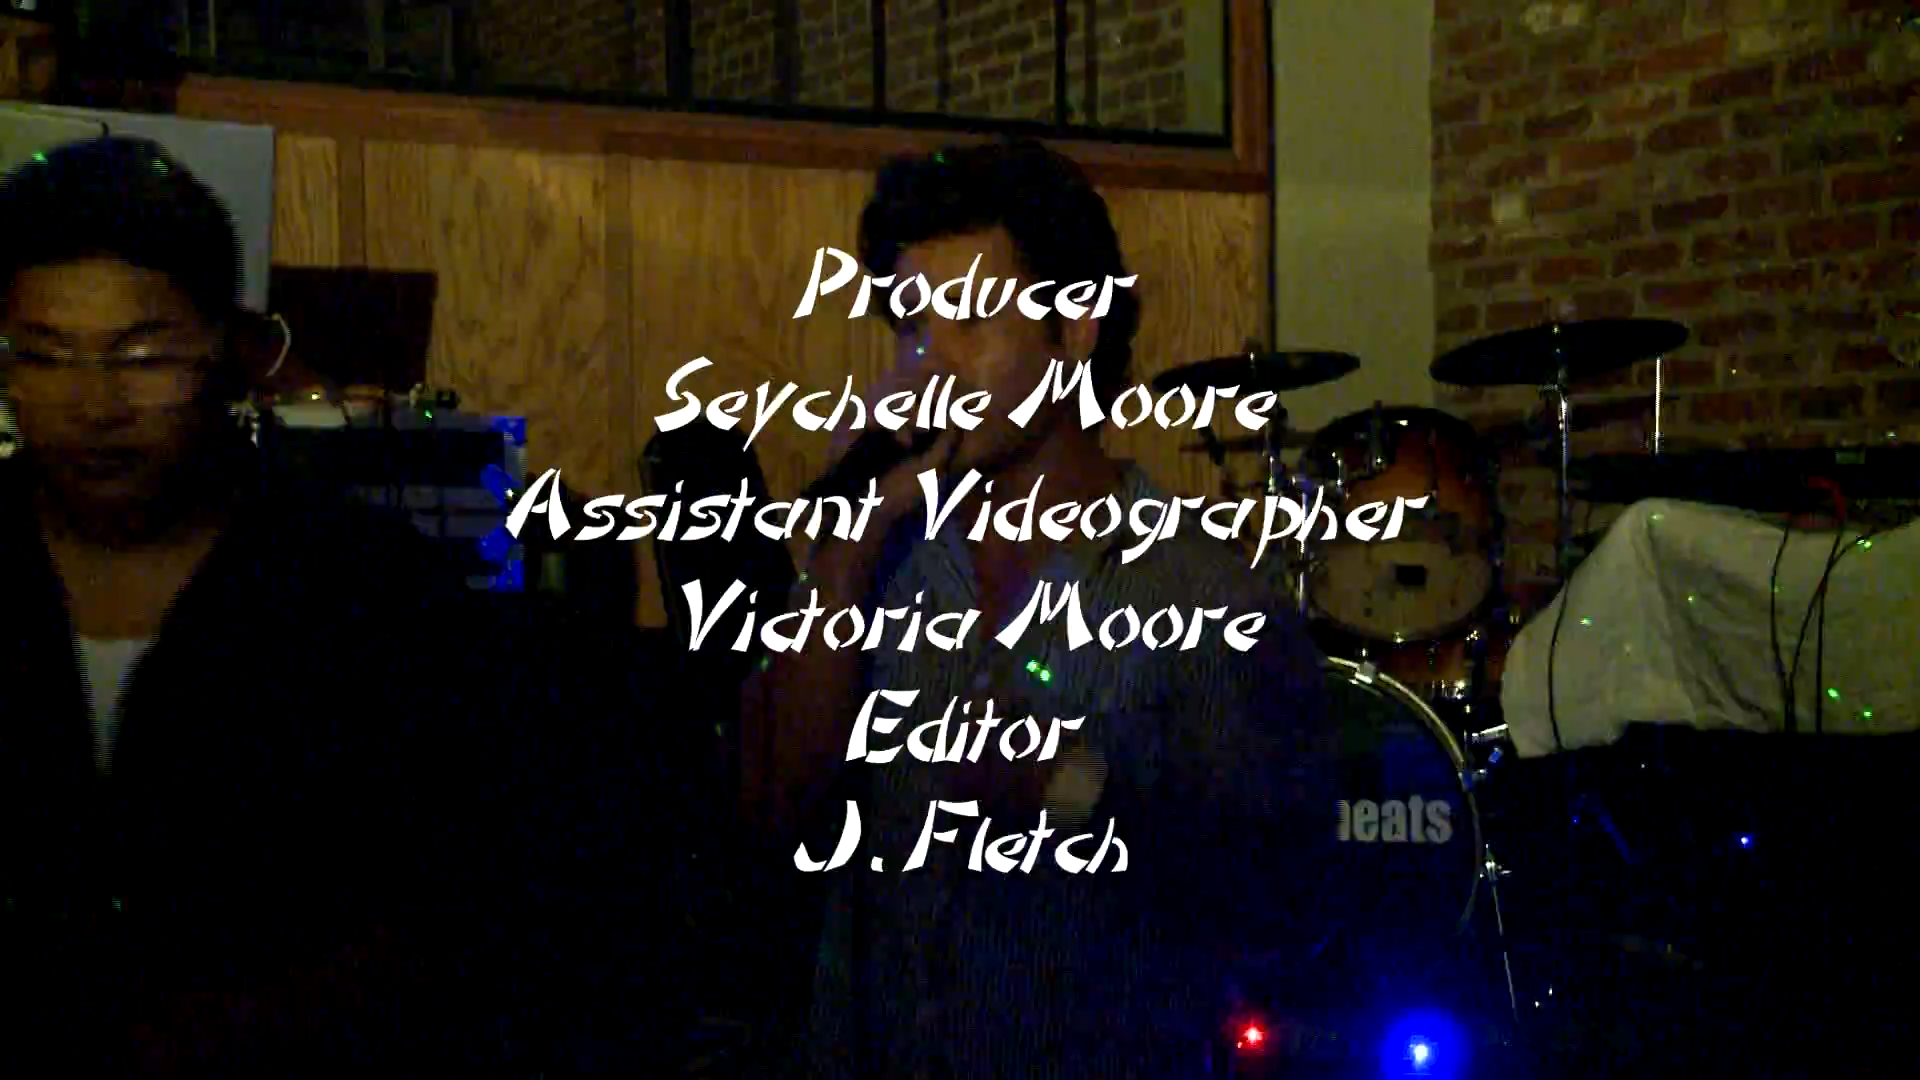 Producer
Seychelle Moore
Assistant Videographer
Victoria Moore
Editor
J. Fletch